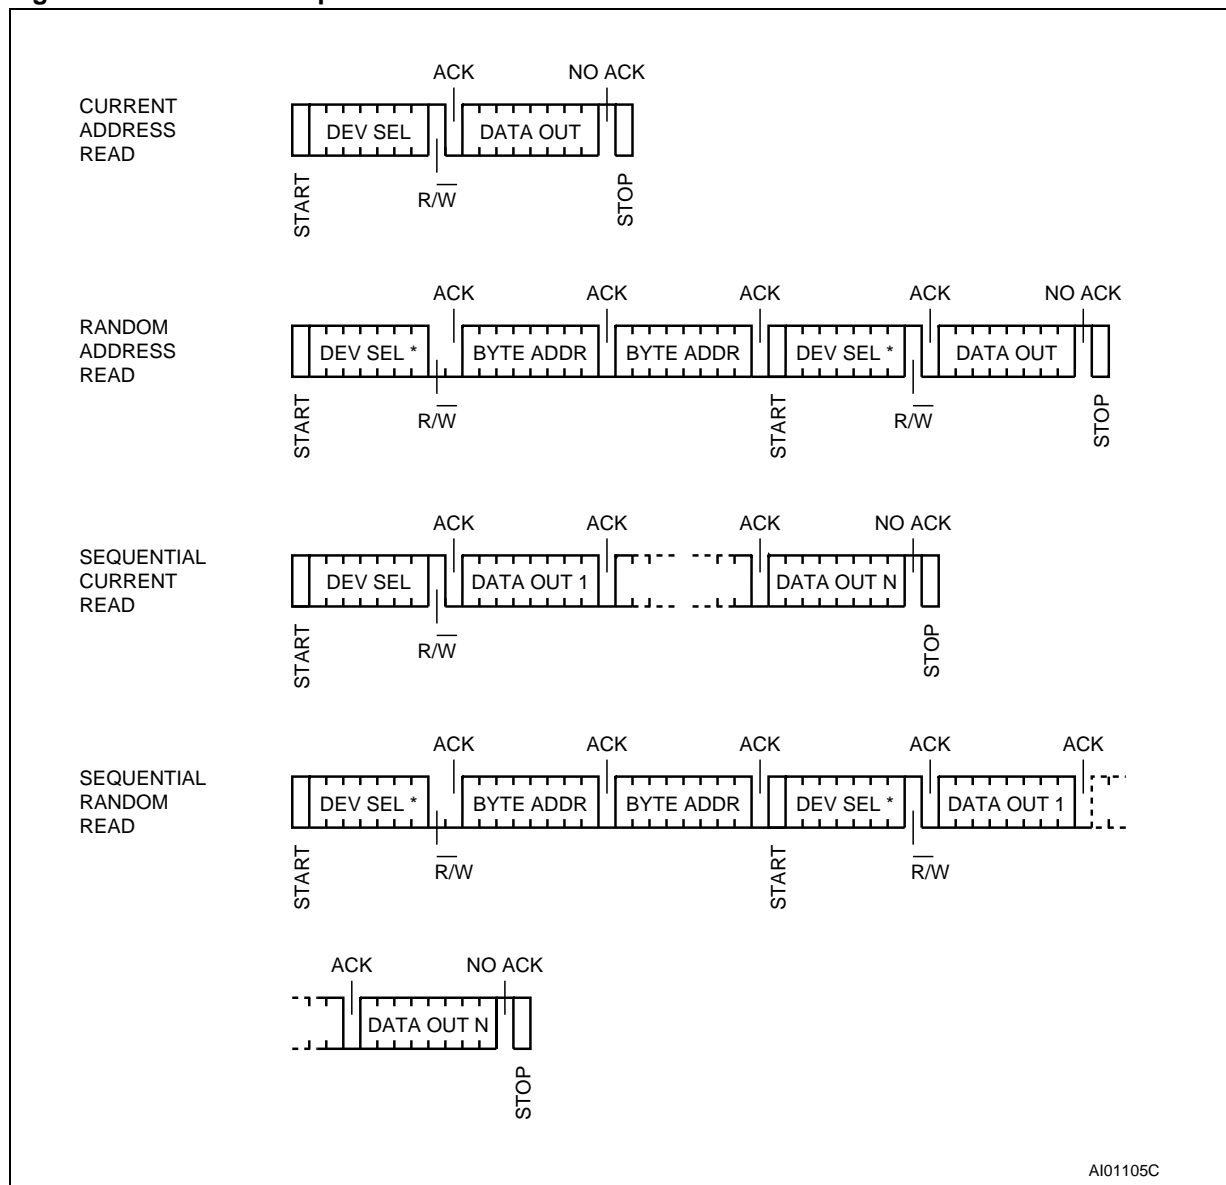 ACK NO ACK
CURRENT
ADDRESS
READ
DEV SEL DATA OUT
START R/W STOP
ACK ACK ACK ACK NO ACK
RANDOM
ADDRESS
READ
DEV SEL * BYTE ADDR BYTE ADDR DEV SEL * DATA OUT
START R/W START R/W STOP
ACK ACK ACK NO ACK
SEQUENTIAL
CURRENT
READ
DEV SEL DATA OUT 1 DATA OUT N
START R/W STOP
ACK ACK ACK ACK ACK
SEQUENTIAL
RANDOM
READ
DEV SEL * BYTE ADDR BYTE ADDR DEV SEL * DATA OUT 1
START R/W START R/W
ACK NO ACK
DATA OUT N
STOP
AI01105C